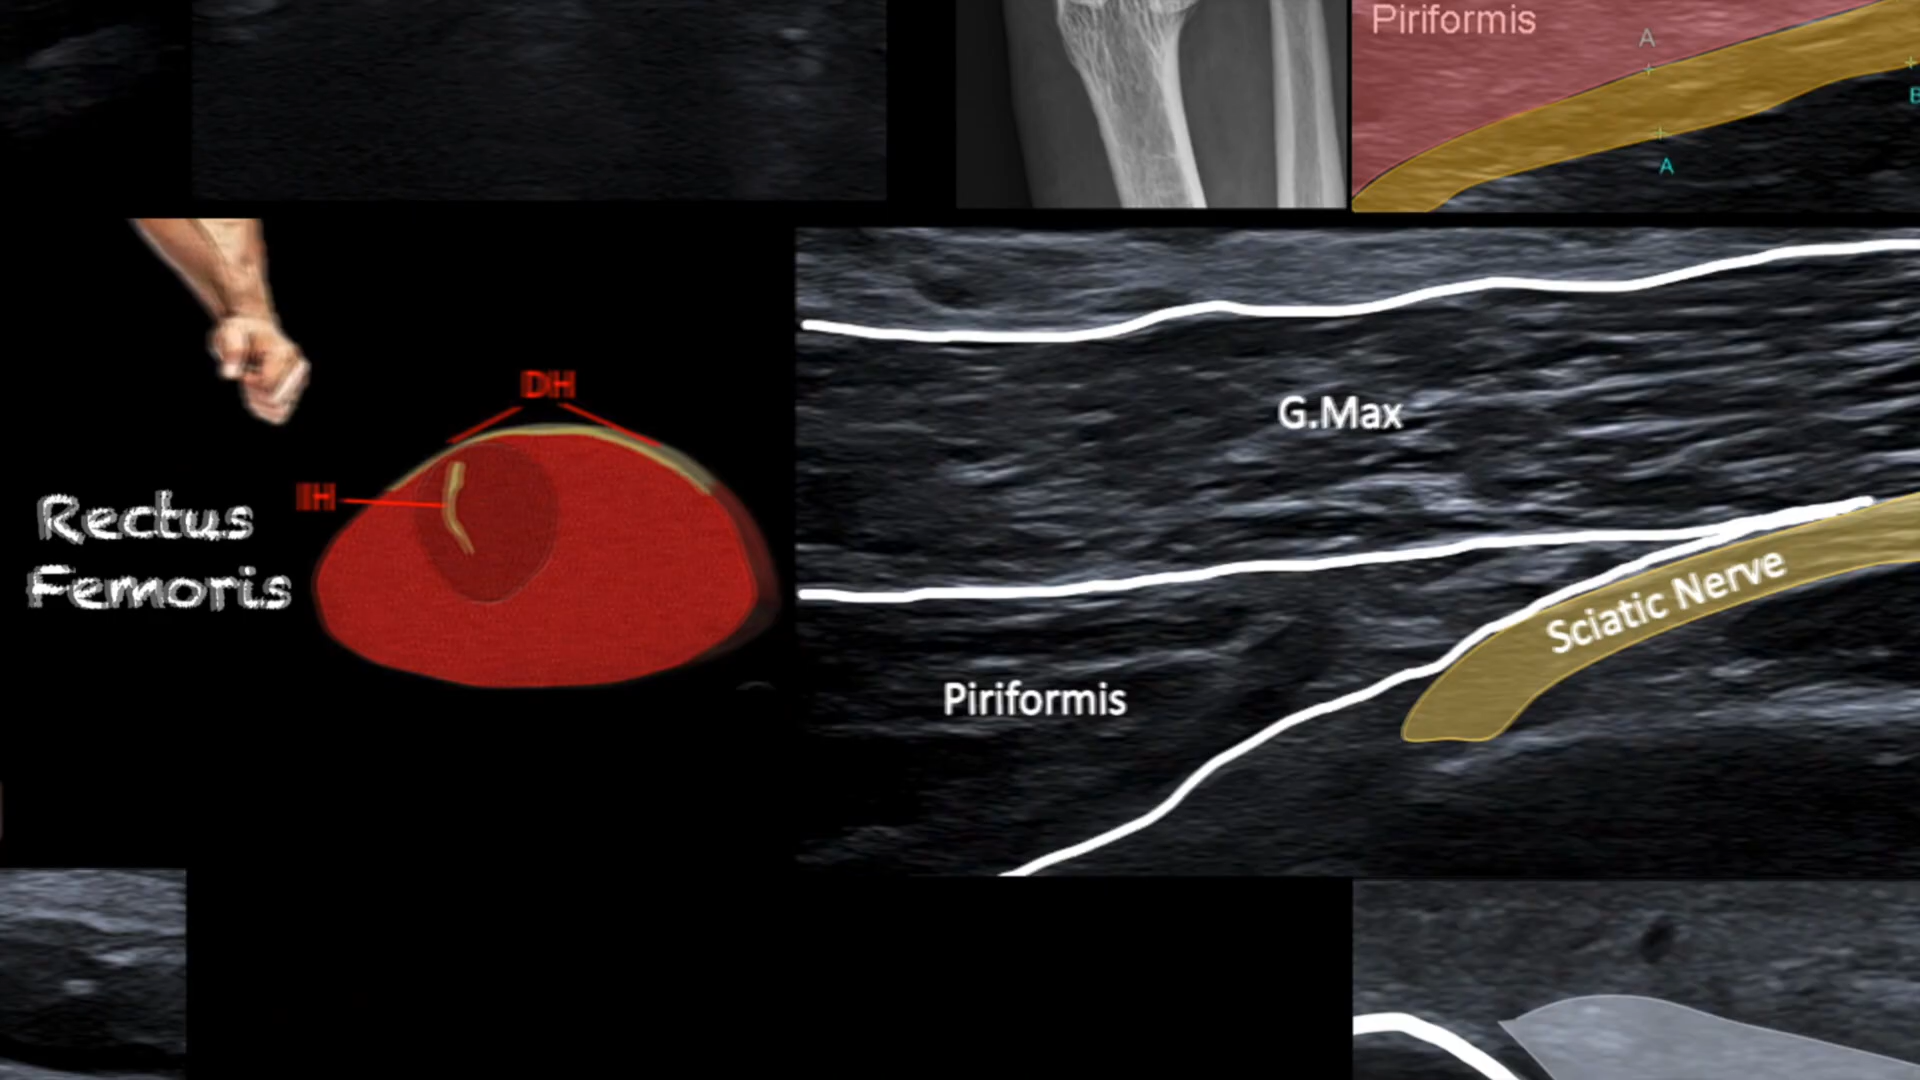 Piriformis
A
B
A
DH
G.Max
IH
Rectus
Femoris
Sciatic Nerve
Piriformis